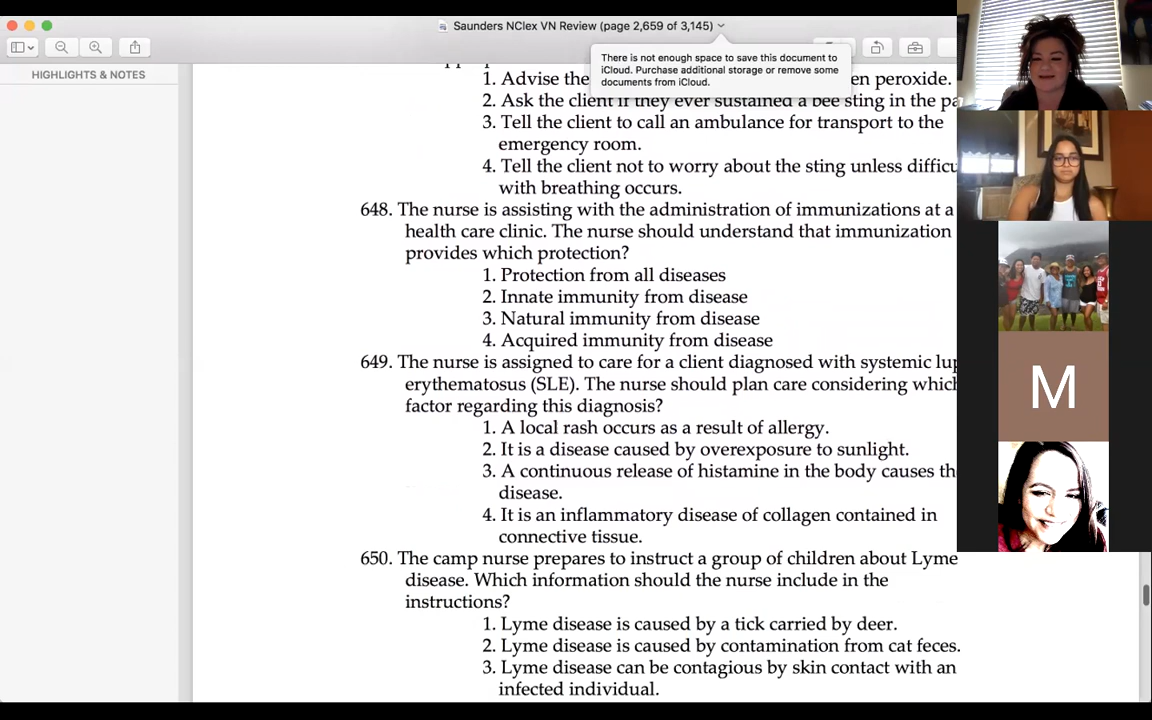 Saunders NClex VN Review (page 2,659 of 3,145)
HIGHLIGHTS & NOTES
There is not enough space to save this document to
iCloud. Purchase additional storage or remove some
documents from iCloud.
1. Advise the en peroxide.
2. Ask the client if they ever sustained a bee sting in the pa
3. Tell the client to call an ambulance for transport to the
emergency room.
4. Tell the client not to worry about the sting unless difficu
with breathing occurs.
648. The nurse is assisting with the administration of immunizations at a
health care clinic. The nurse should understand that immunization
provides which protection?
1. Protection from all diseases
2. Innate immunity from disease
3. Natural immunity from disease
4. Acquired immunity from disease
649. The nurse is assigned to care for a client diagnosed with systemic lup
erythematosus (SLE). The nurse should plan care considering which
factor regarding this diagnosis?
1. A local rash occurs as a result of allergy.
2. It is a disease caused by overexposure to sunlight.
3. A continuous release of histamine in the body causes th
disease.
4. It is an inflammatory disease of collagen contained in
connective tissue.
650. The camp nurse prepares to instruct a group of children about Lyme
disease. Which information should the nurse include in the
instructions?
1. Lyme disease is caused by a tick carried by deer.
2. Lyme disease is caused by contamination from cat feces.
3. Lyme disease can be contagious by skin contact with an
infected individual.
M